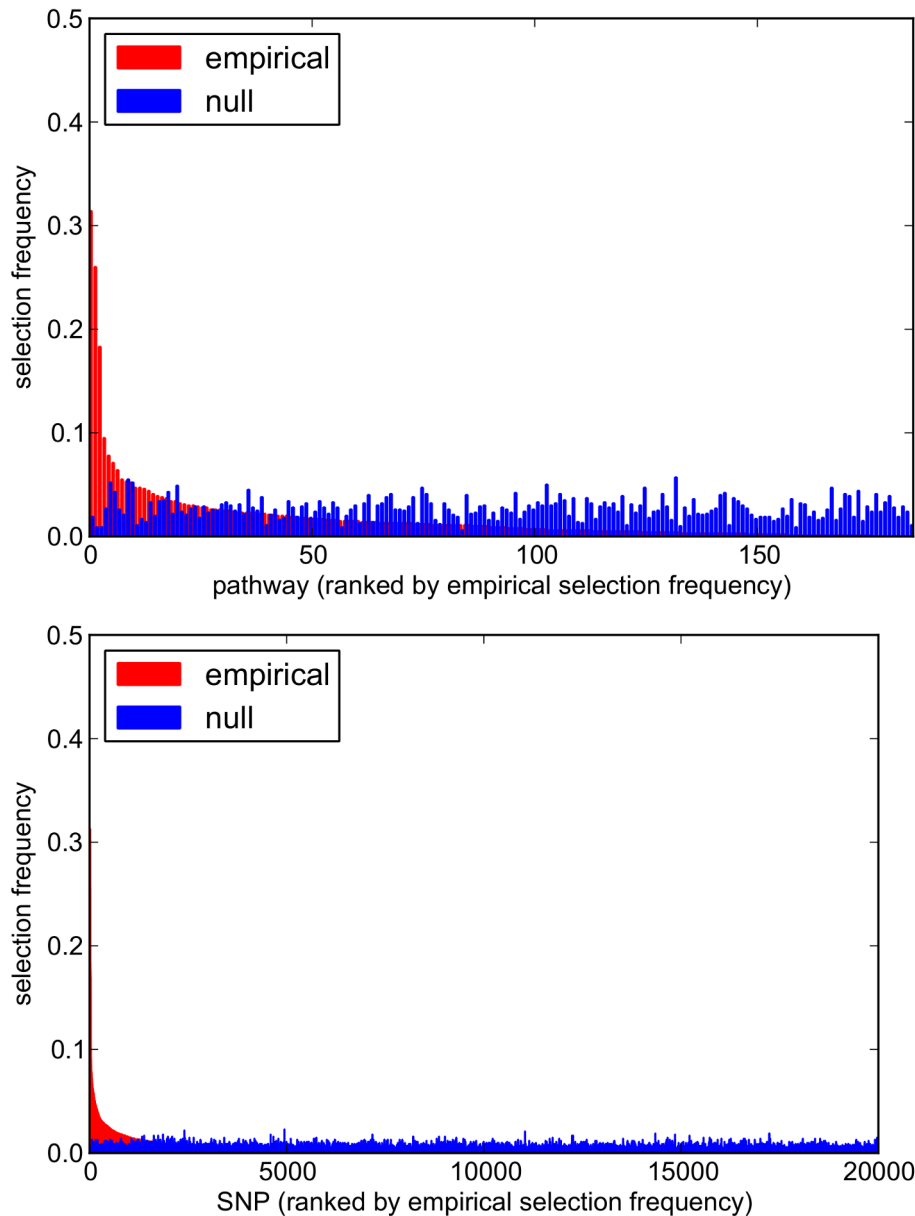 0.5
empirical
null
0.4
0.3
selection frequency
0.2
0.1
0.0
0 50 100 150
pathway (ranked by empirical selection frequency)
0.5
empirical
null
0.4
0.3
selection frequency
0.2
0.1
0.0
0 5000 10000 15000 20000
SNP (ranked by empirical selection frequency)